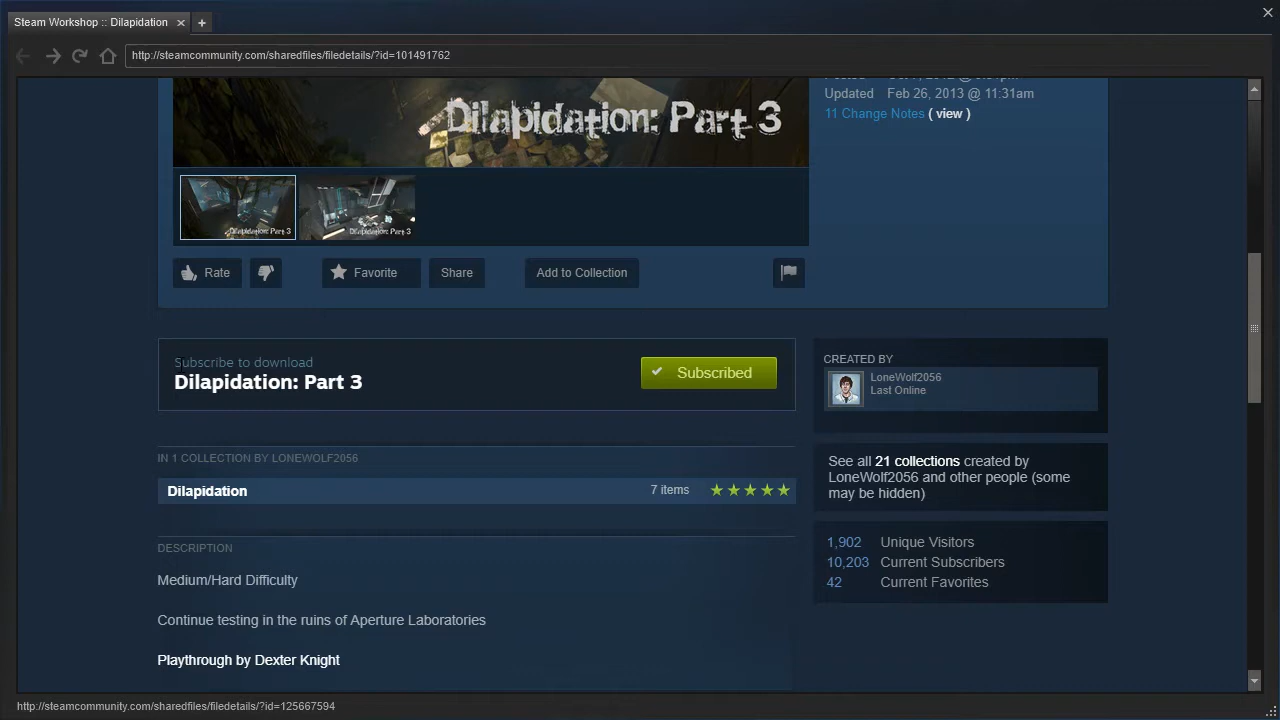 Steam Workshop :: Dilapidation
http://steamcommunity.com/sharedfiles/filedetails/?id=101491762
Dilapidation: Part 3
Updated Feb 26, 2013 @ 11:31am
11 Change Notes ( view )
Dilapidation: Part 3
Dilapidation: Part 3
Rate
Favorite
Share
Add to Collection
Subscribe to download
Dilapidation: Part 3
Subscribed
CREATED BY
LoneWolf2056
Last Online
IN 1 COLLECTION BY LONEWOLF2056
Dilapidation 7 items
See all 21 collections created by
LoneWolf2056 and other people (some
may be hidden)
DESCRIPTION
Medium/Hard Difficulty
Continue testing in the ruins of Aperture Laboratories
Playthrough by Dexter Knight
1,902 Unique Visitors
10,203 Current Subscribers
42 Current Favorites
http://steamcommunity.com/sharedfiles/filedetails/?id=125667594